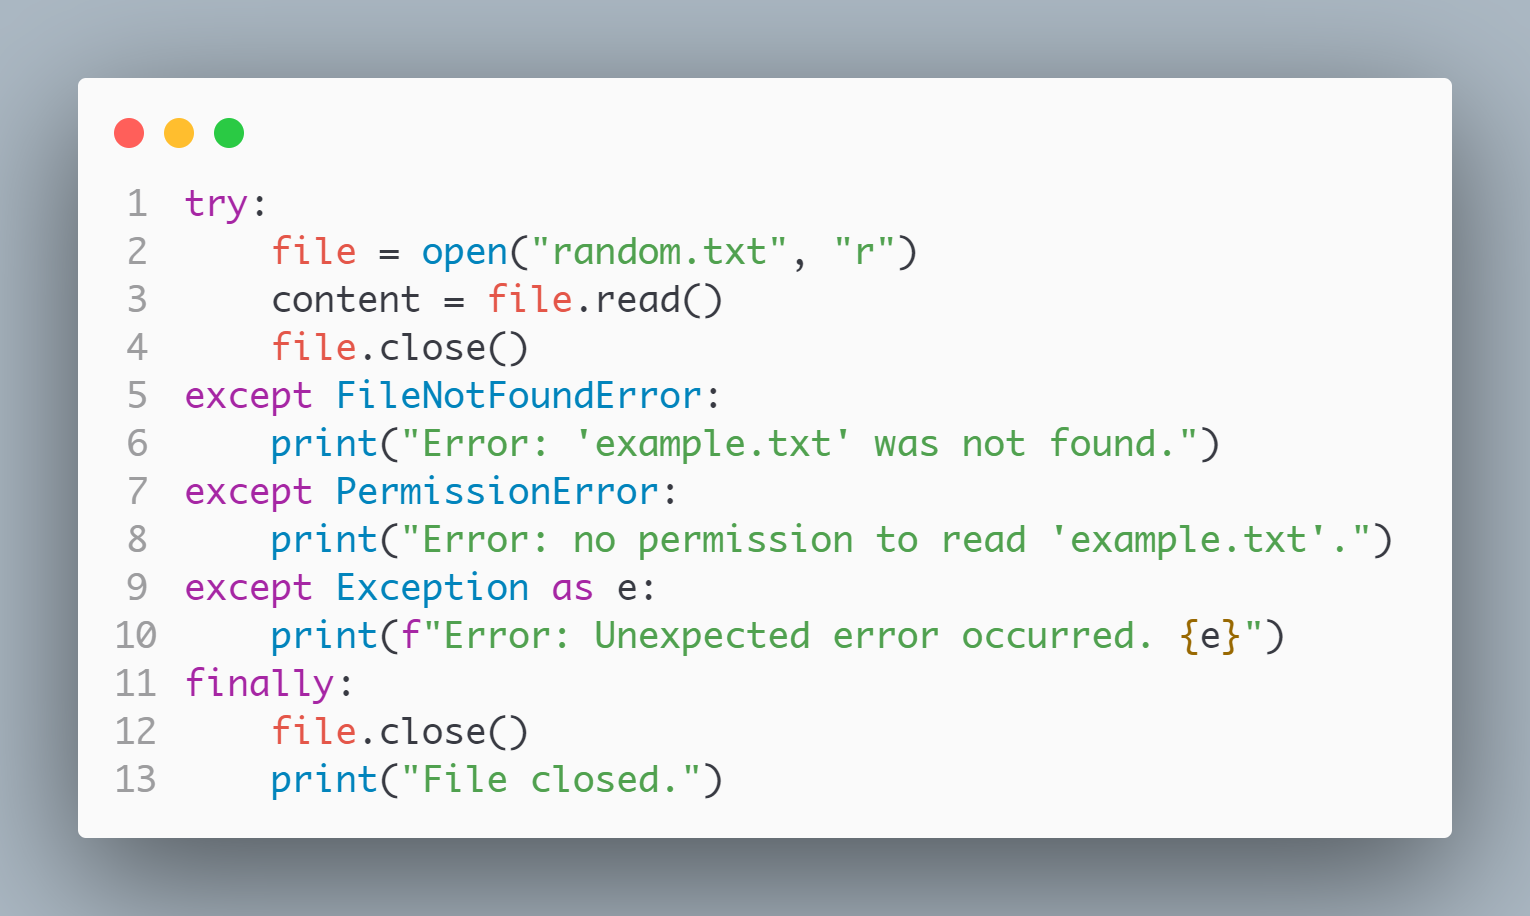 1 try:
2     file = open("random.txt", "r")
3     content = file.read()
4     file.close()
5 except FileNotFoundError:
6     print("Error: 'example.txt' was not found.")
7 except PermissionError:
8     print("Error: no permission to read 'example.txt'.")
9 except Exception as e:
10     print(f"Error: Unexpected error occurred. {e}")
11 finally:
12     file.close()
13     print("File closed.")